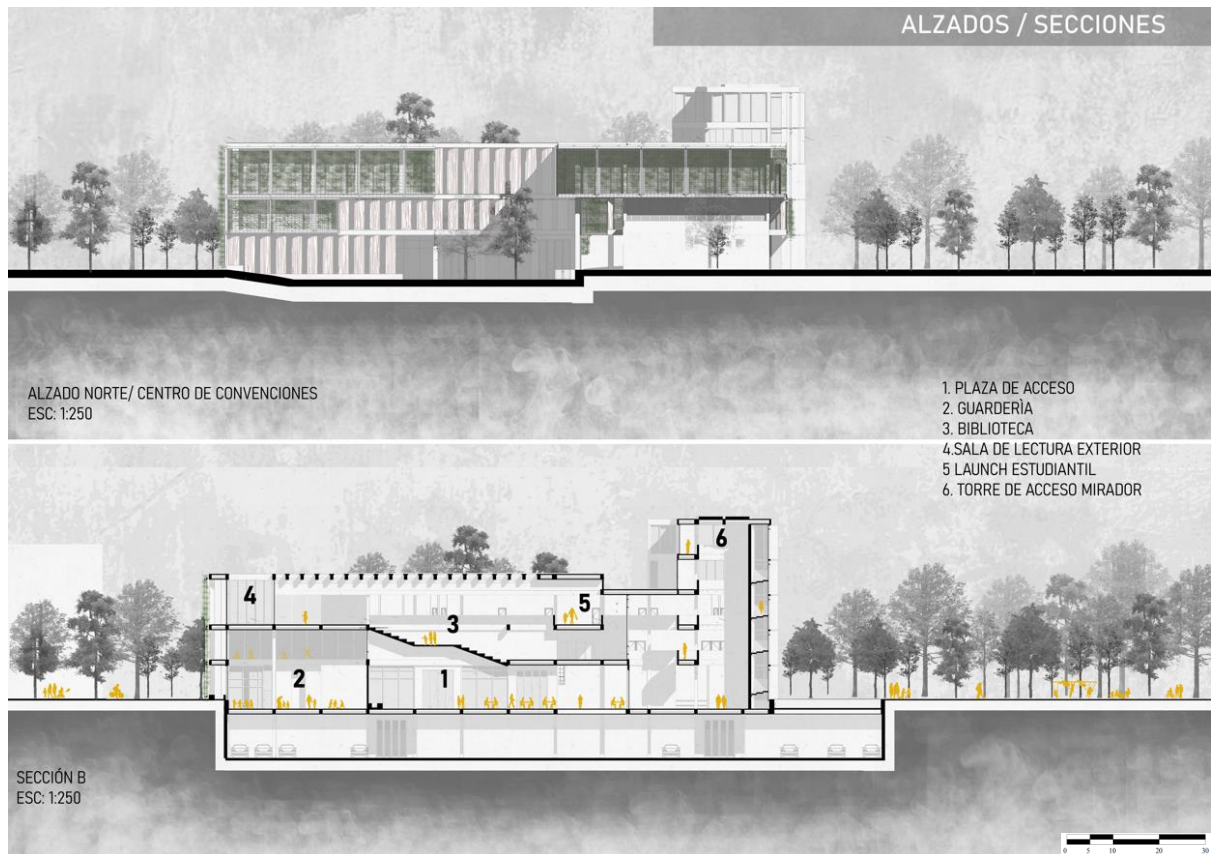 ALZADOS / SECCIONES
ALZADO NORTE/ CENTRO DE CONVENCIONES
ESC: 1:250
1. PLAZA DE ACCESO
2. GUARDERÌA
3. BIBLIOTECA
4.SALA DE LECTURA EXTERIOR
5 LAUNCH ESTUDIANTIL
6. TORRE DE ACCESO MIRADOR
6
4
5
3
2
1
SECCIÓN B
ESC: 1:250
0 5 10 20 30